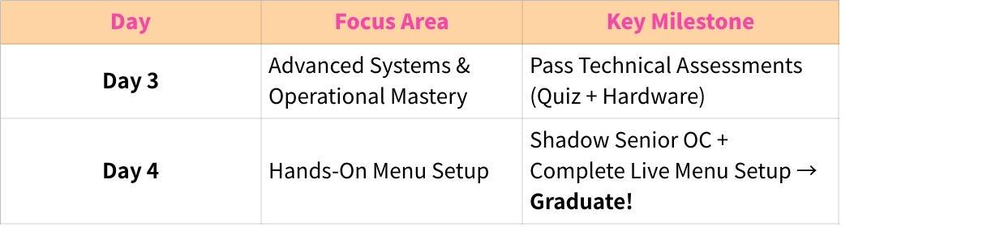 Day Focus Area Key Milestone
Day 3
Advanced Systems &
Operational Mastery
Pass Technical Assessments
(Quiz + Hardware)
Day 4
Hands-On Menu Setup
Shadow Senior OC +
Complete Live Menu Setup →
Graduate!